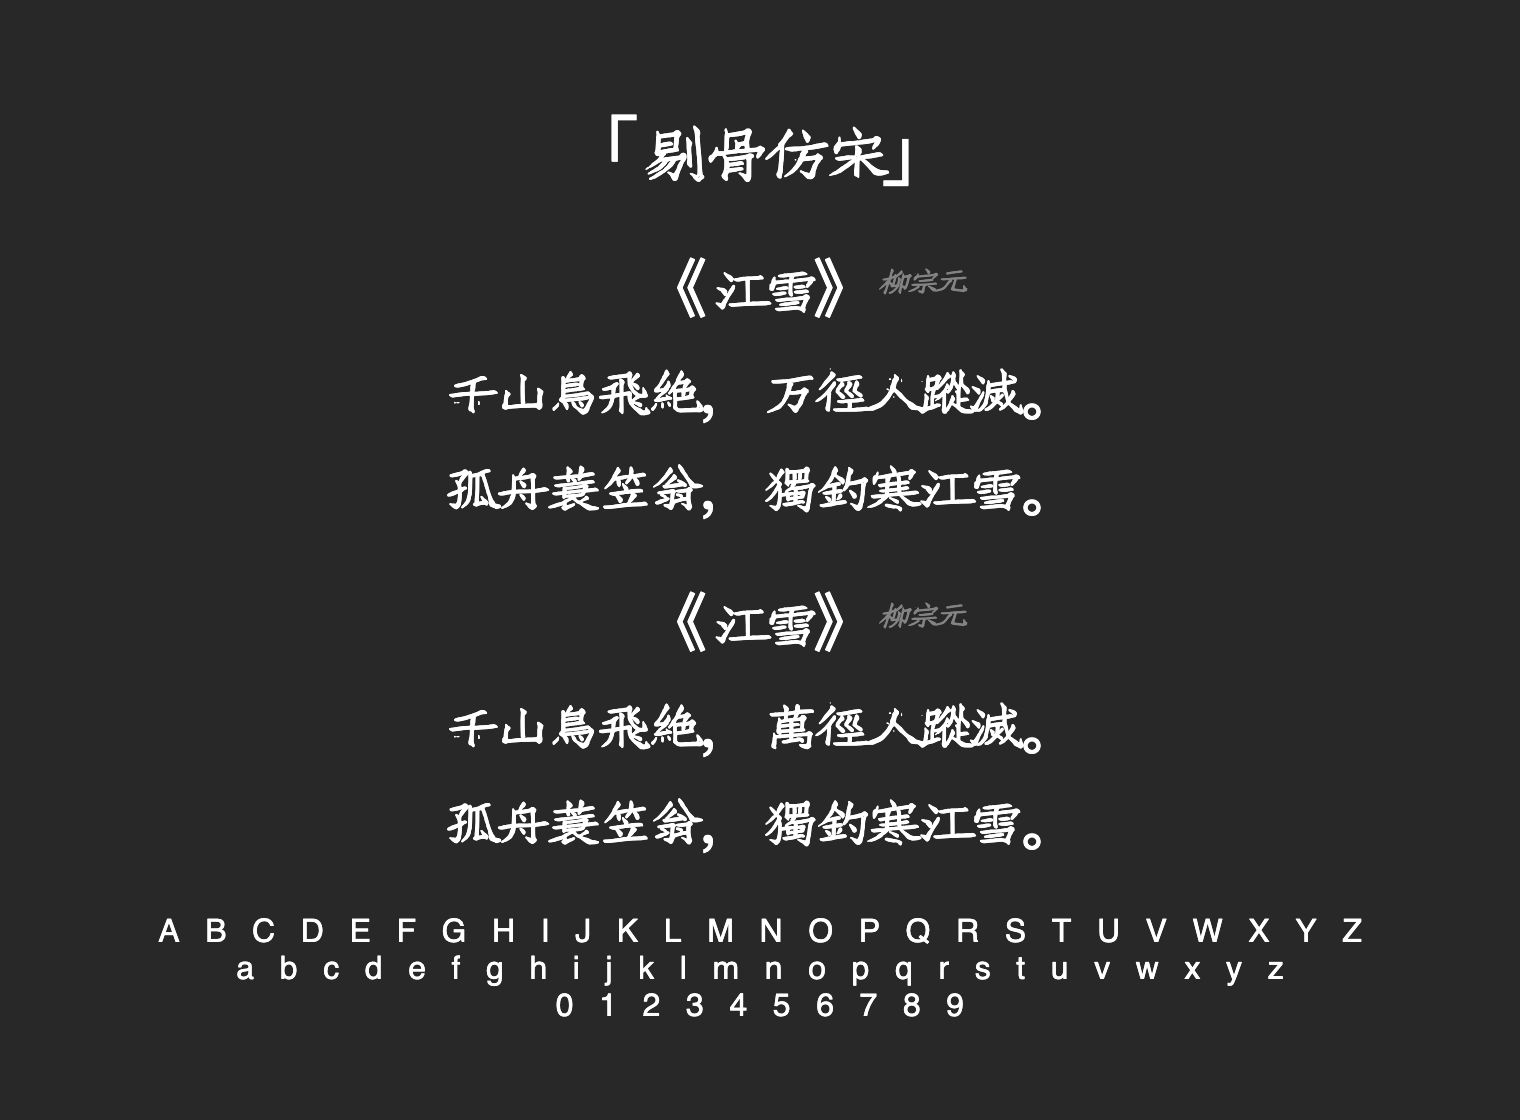 「剔骨仿宋」
《江雪》 柳宗元
千山鳥飛絶， 万徑人蹤滅。
孤舟蓑笠翁， 獨釣寒江雪。
《江雪》 柳宗元
千山鳥飛絶， 萬徑人蹤滅。
孤舟蓑笠翁， 獨釣寒江雪。
A B C D E F G H I J K L M N O P Q R S T U V W X Y Z
a b c d e f g h i j k l m n o p q r s t u v w x y z
0 1 2 3 4 5 6 7 8 9